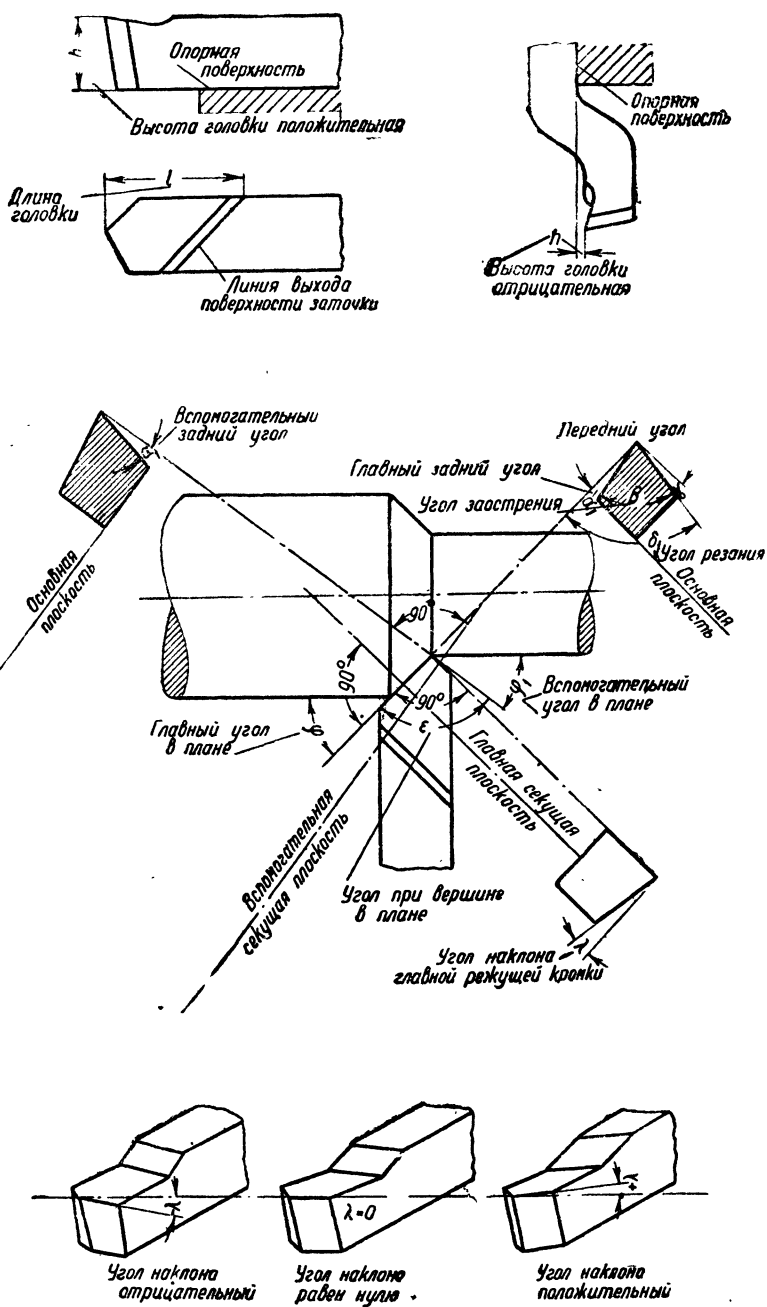 h
Опорная
поверхность
Высота головки положительная
Опорная
поверхность
l
Длина
головки
Линия выхода
поверхности заточки
h
Высота головки
отрицательная
Вспомогательный
задний угол
Передний угол
Главный задний угол
Угол заострения
β
δ
Угол резания
Основная
плоскость
Основная
плоскость
90
90°
90°
φ
φ₁
ε
Вспомогательный
угол в плане
Главный угол
в плане
Главная секущая
плоскость
Вспомогательная
секущая плоскость
Угол при вершине
в плане
λ
Угол наклона
главной режущей кромки
λ
λ=0
λ
+
Угол наклона
отрицательный
Угол наклона
равен нулю
Угол наклона
положительный